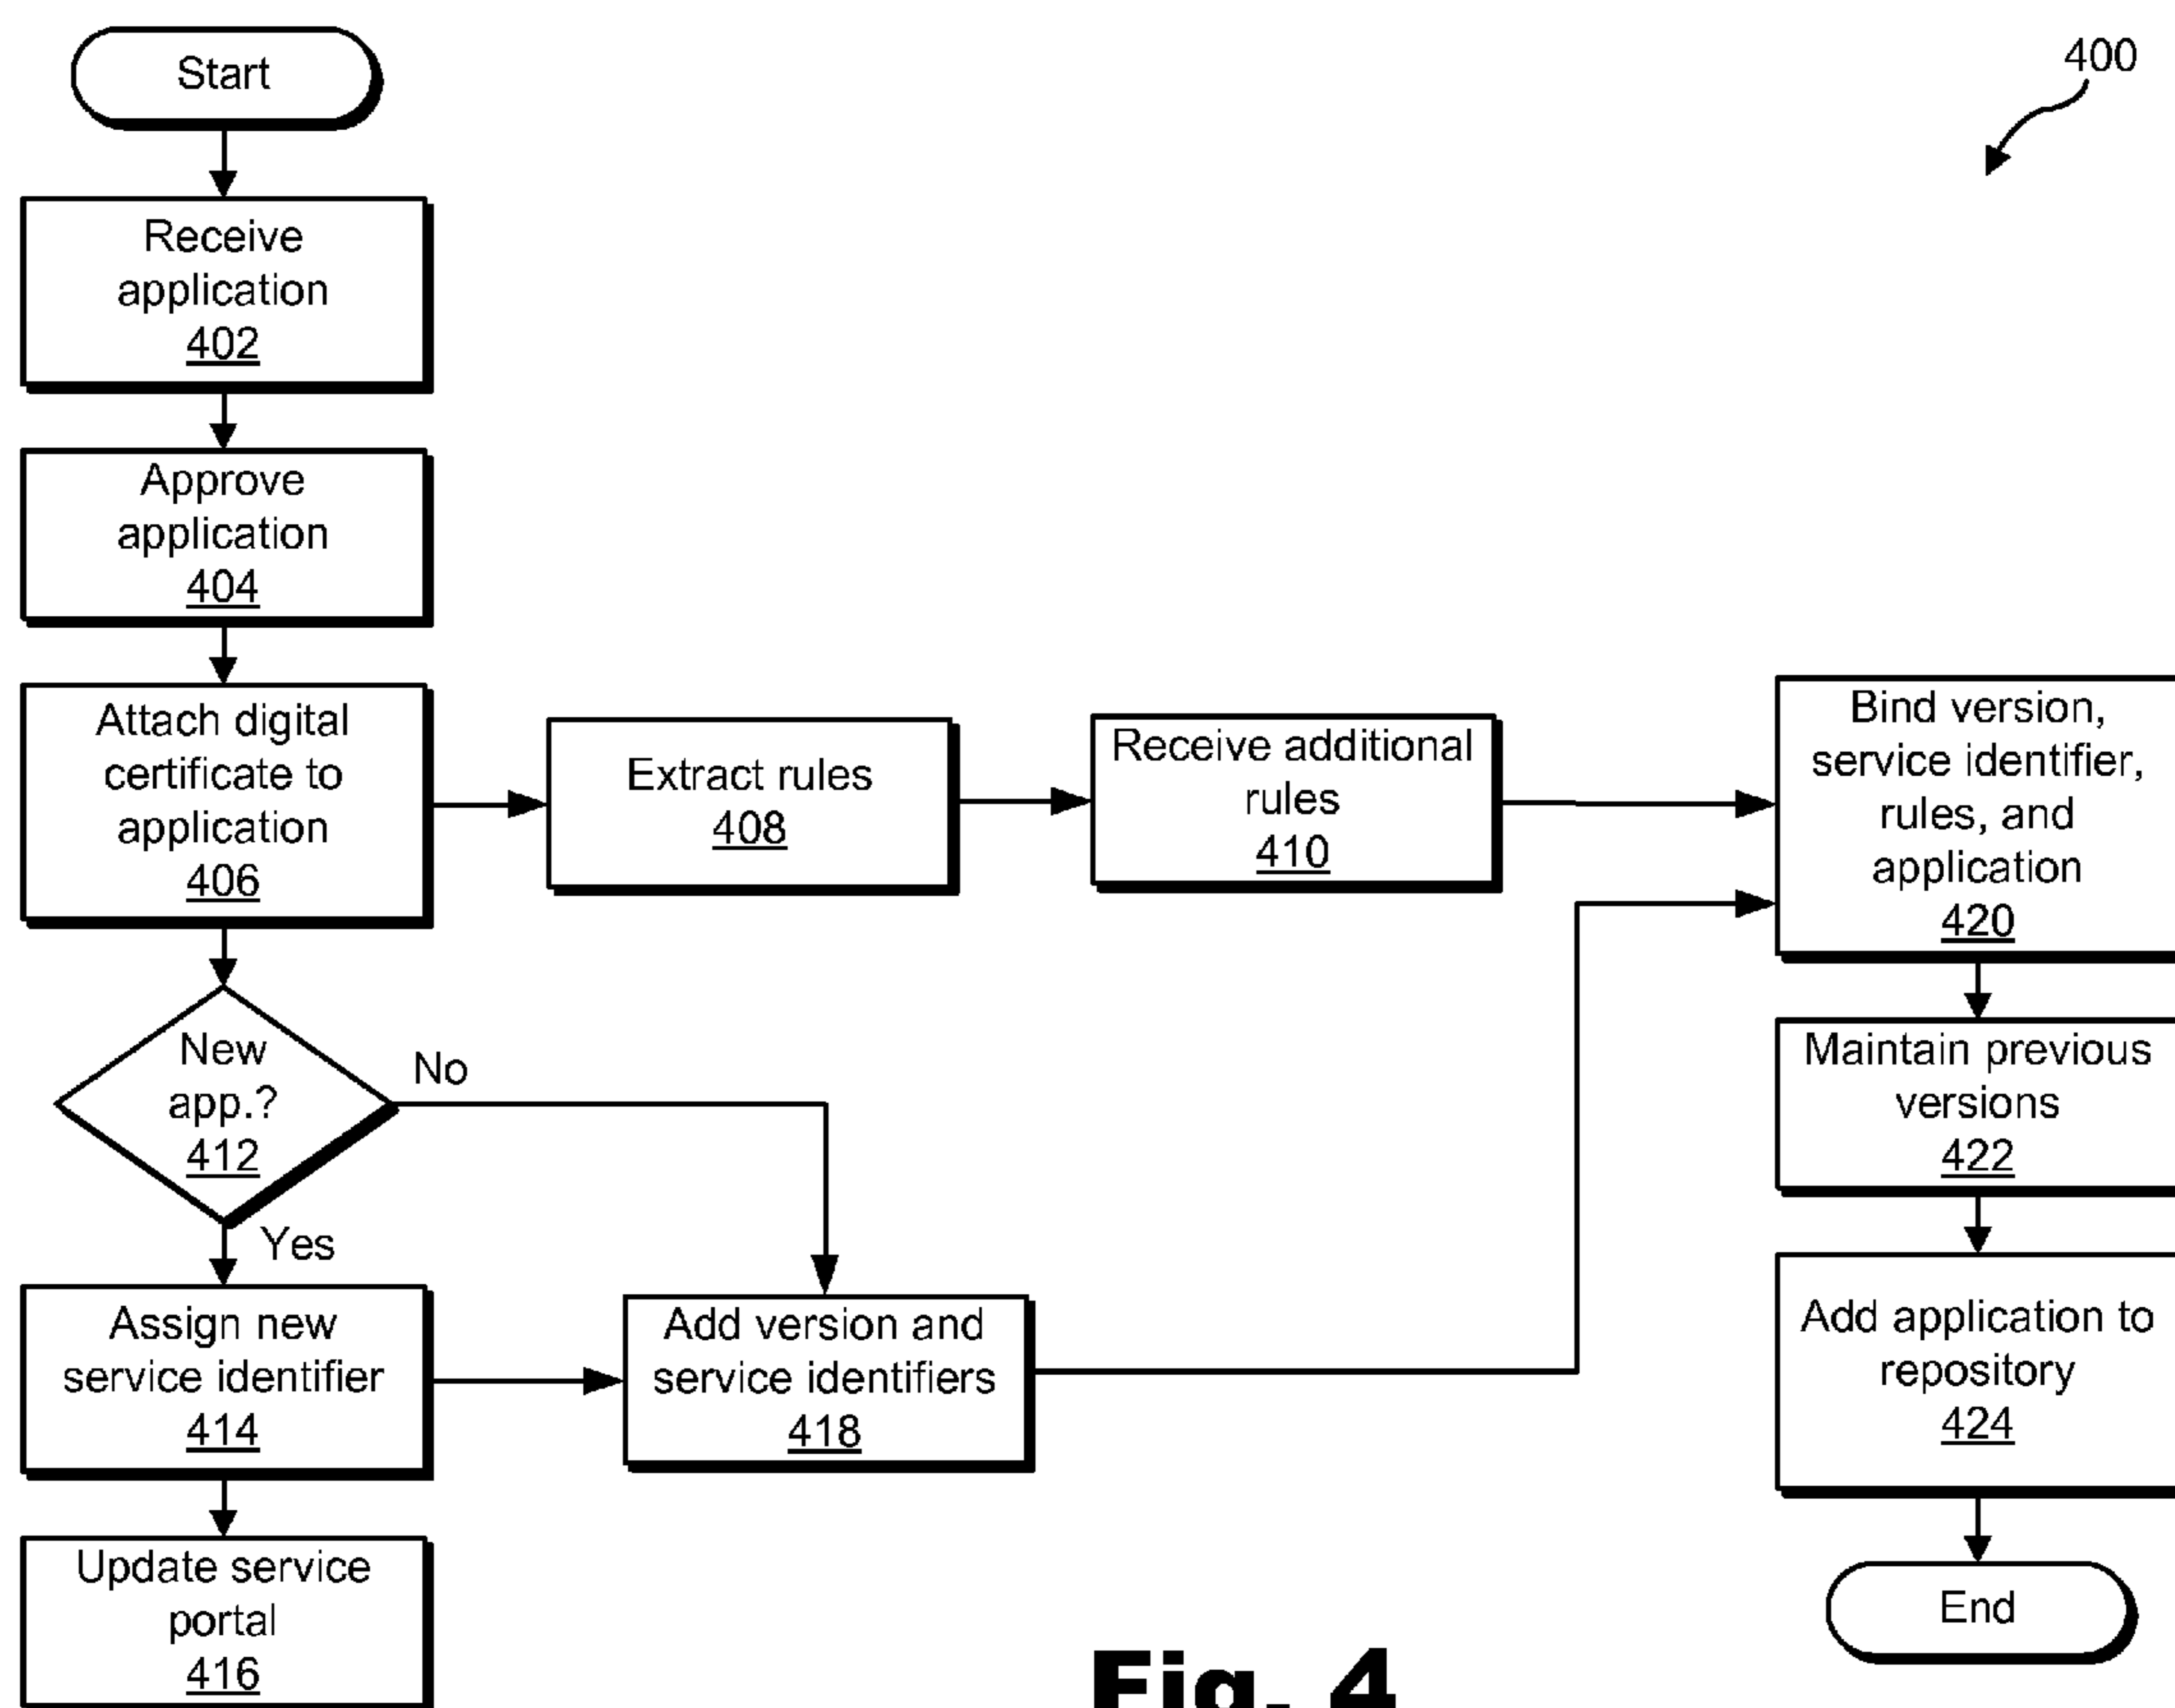 Start
400
Receive
application
402
Approve
application
404
Attach digital
certificate to
application
406
Extract rules
408
Receive additional
rules
410
Bind version,
service identifier,
rules, and
application
420
New
app.?
412
No
Yes
Maintain previous
versions
422
Assign new
service identifier
414
Add version and
service identifiers
418
Add application to
repository
424
Update service
portal
416
End
Fig. 4